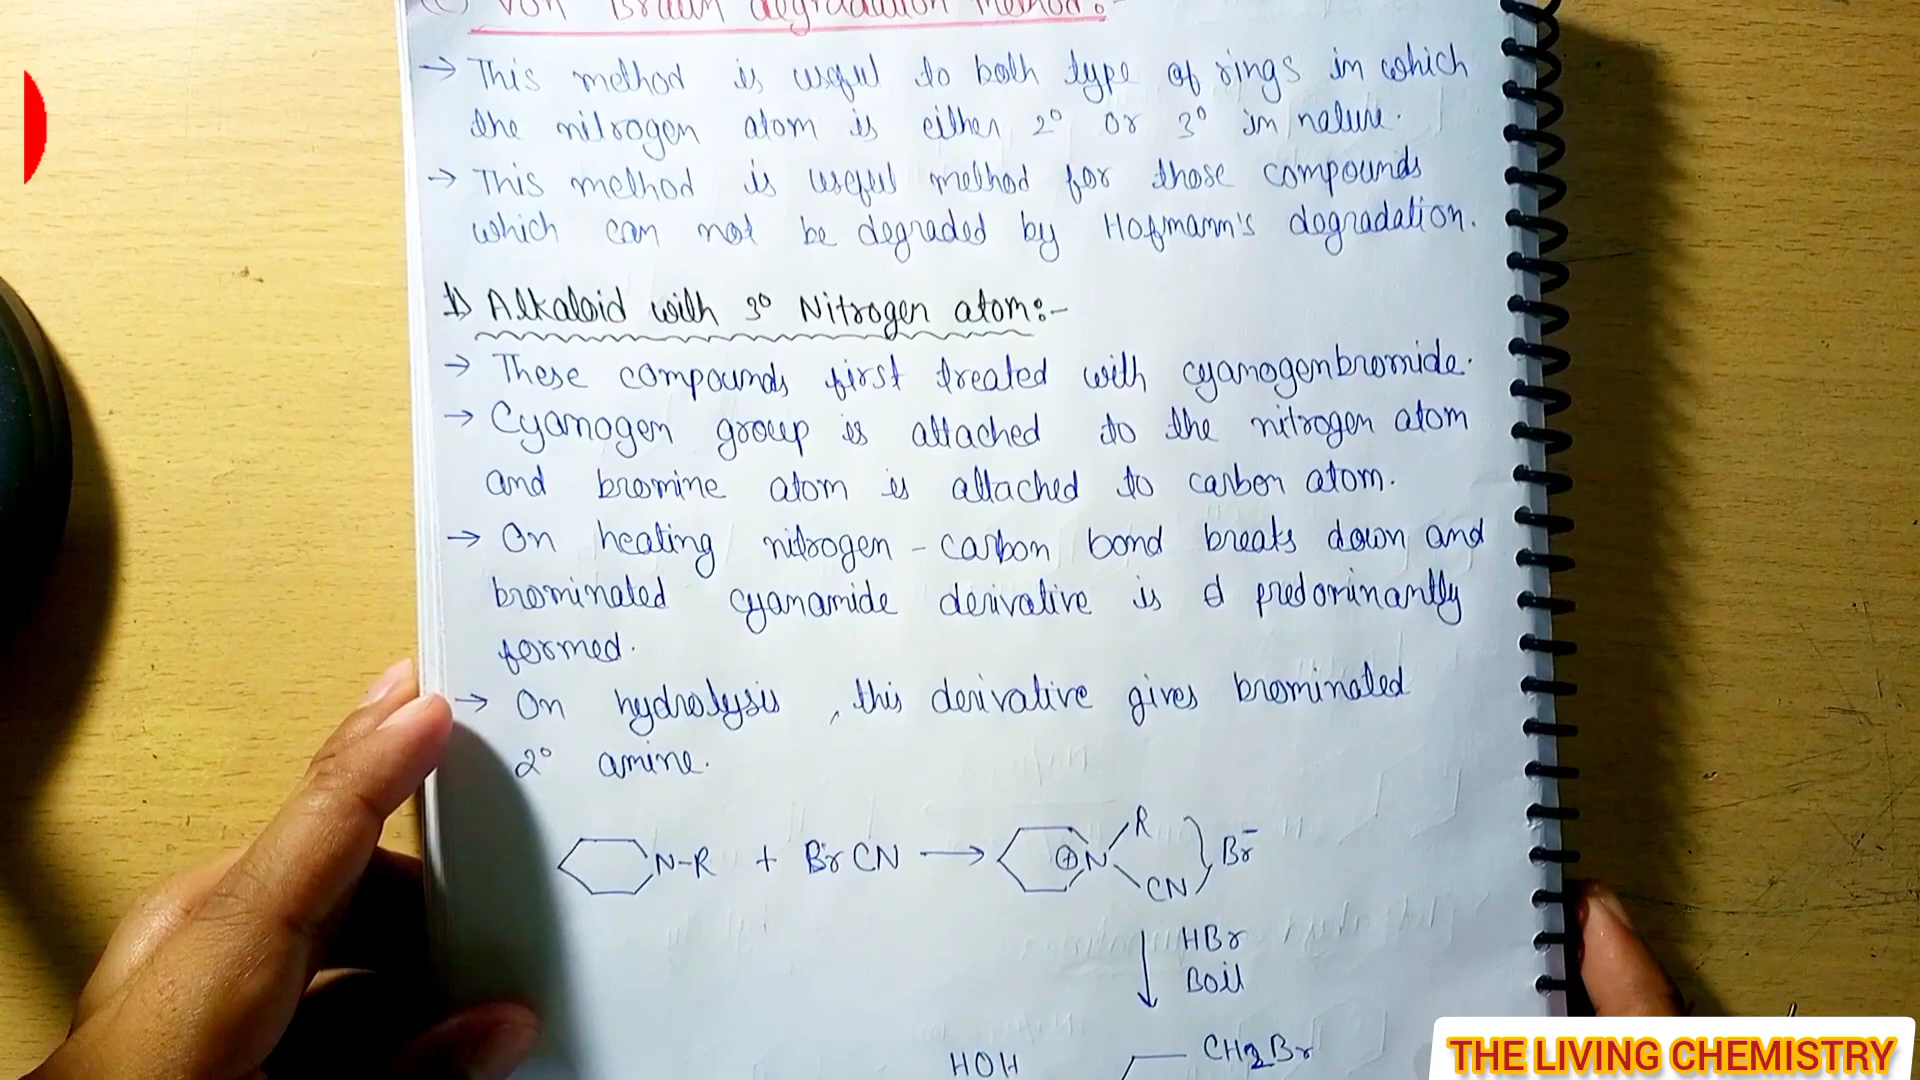 Von Braun degradation method:-
→ This method is useful to both type of rings in which
the nitrogen atom is either 2° or 3° in nature.
→ This method is useful method for those compounds
which can not be degraded by Hofmann's degradation.
1) Alkaloid with 3° Nitrogen atom:-
→ These compounds first treated with cyanogenbromide.
→ Cyanogen group is attached to the nitrogen atom
and bromine atom is attached to carbon atom.
→ On heating nitrogen - carbon bond breaks down and
brominated cyanamide derivative is predominantly
formed.
→ On hydrolysis, this derivative gives brominated
2° amine.
N-R + BrCN → ⊕N R CN } Br⁻
HBr
Boil
HOH CH2Br
THE LIVING CHEMISTRY